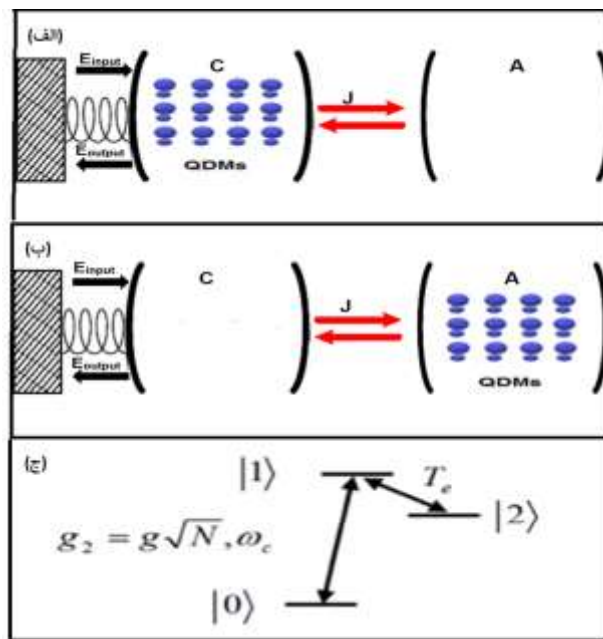 (الف)
E_input
C
A
J
E_output
QDMs
(ب)
E_input
C
A
J
E_output
QDMs
(ج)
|1⟩
T_e
|2⟩
g_2 = g√N, ω_c
|0⟩